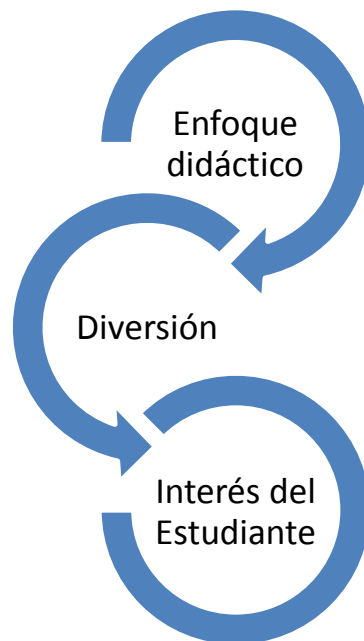 Enfoque
didáctico
Diversión
Interés del
Estudiante